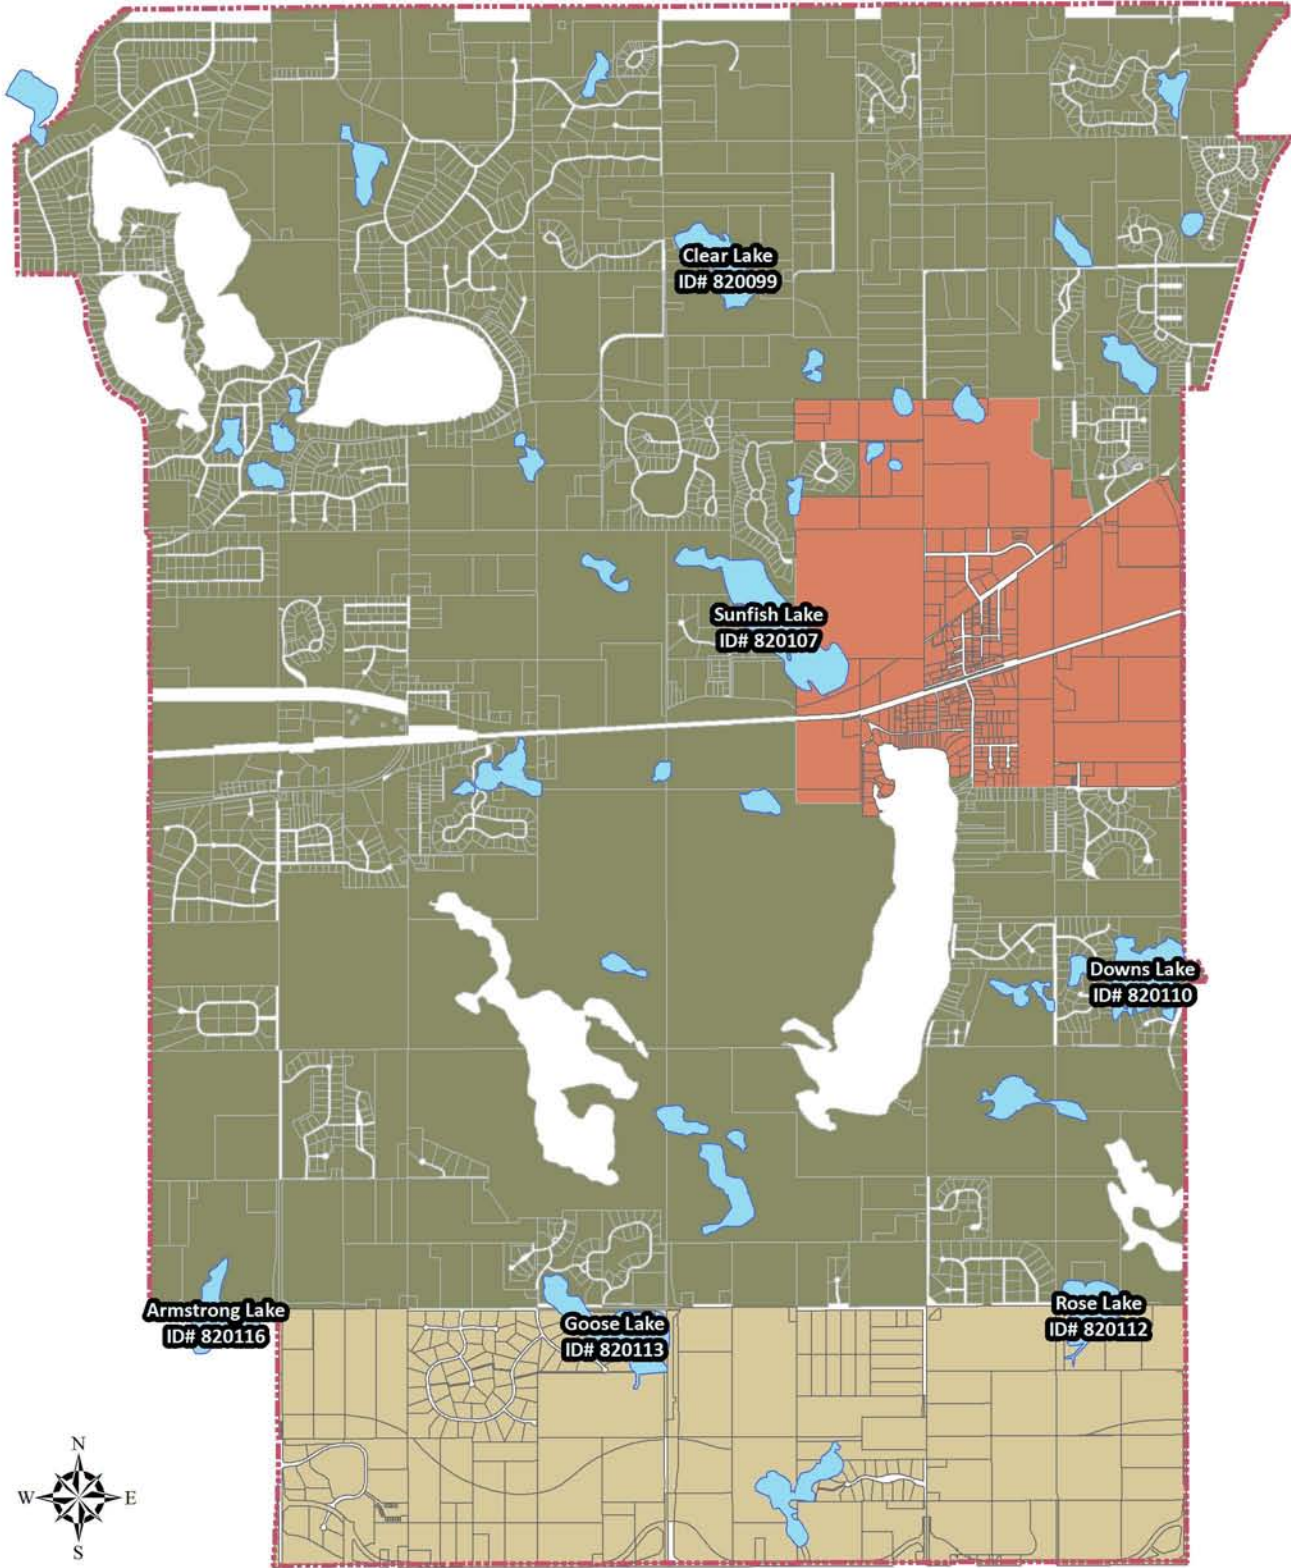 Clear Lake
ID# 820099
Sunfish Lake
ID# 820107
Downs Lake
ID# 820110
Armstrong Lake
ID# 820116
Goose Lake
ID# 820113
Rose Lake
ID# 820112
N
W E
S